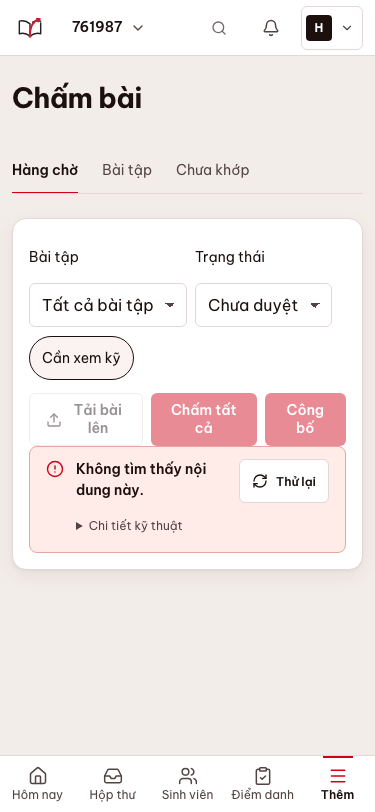 761987
H
Chấm bài
Hàng chờ
Bài tập
Chưa khớp
Bài tập
Trạng thái
Tất cả bài tập
Chưa duyệt
Cần xem kỹ
Tải bài
lên
Chấm tất
cả
Công
bố
Không tìm thấy nội
dung này.
Thử lại
Chi tiết kỹ thuật
Hôm nay
Hộp thư
Sinh viên
Điểm danh
Thêm